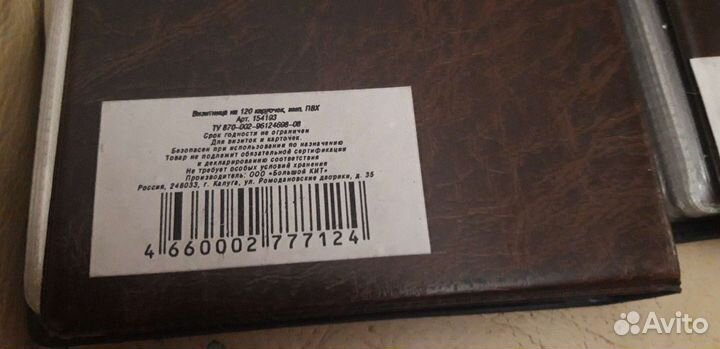 Визитница на 120 карточек, имп. ПВХ
Арт. 154193
ТУ 870-002-96124698-08
Срок годности не ограничен
Для визиток и карточек.
Безопасен при использовании по назначению
Товар не подлежит обязательной сертификации
и декларированию соответствия
Не требует особых условий хранения
Производитель: ООО «Большой КИТ»
Россия, 248033, г. Калуга, ул. Ромодановские дворики, д. 35
4 660002 777124
Avito